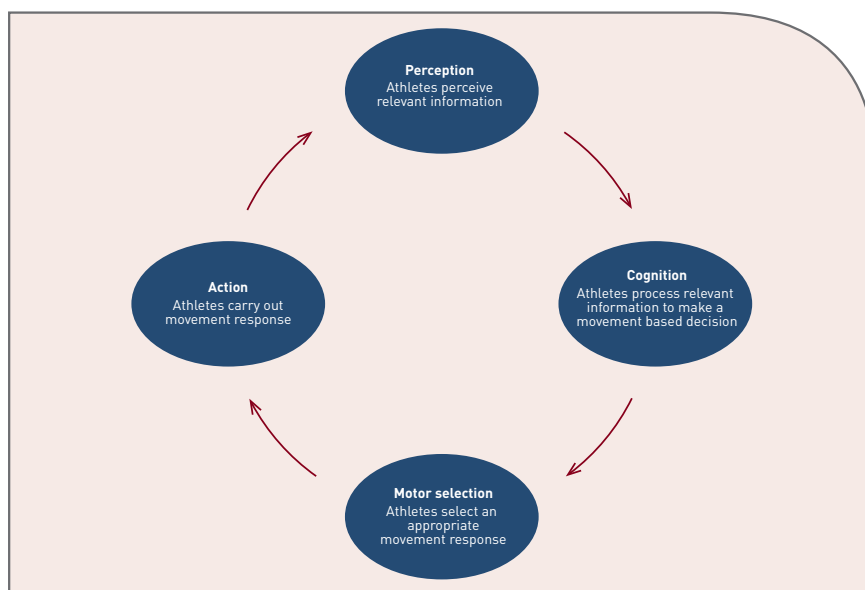 Perception
Athletes perceive
relevant information
Cognition
Athletes process relevant
information to make a
movement based decision
Motor selection
Athletes select an
appropriate
movement response
Action
Athletes carry out
movement response